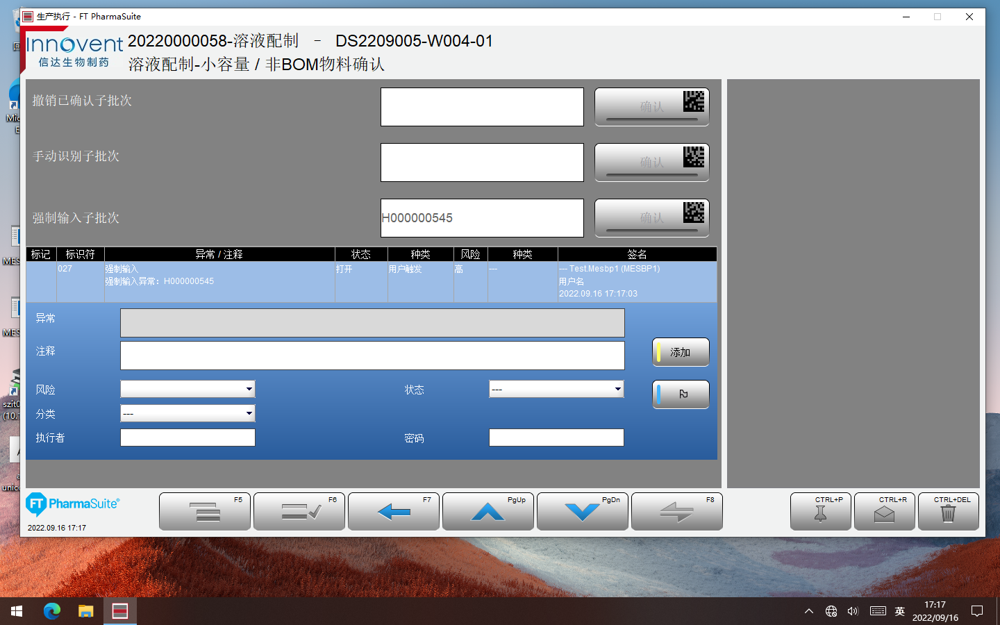 生产执行 - FT PharmaSuite
Innovent
信达生物制药
20220000058-溶液配制 - DS2209005-W004-01
溶液配制-小容量 / 非BOM物料确认
撤销已确认子批次
确认
手动识别子批次
确认
强制输入子批次
H000000545
确认
标记 标识符 异常 / 注释 状态 种类 风险 种类 签名
027 强制输入 打开 用户触发 高 --- --- Test.Mesbp1 (MESBP1)
强制输入异常：H000000545 用户名
2022.09.16 17:17:03
异常
注释
添加
风险 状态 ---
分类 ---
执行者 密码
FT PharmaSuite®
2022.09.16 17:17
F5 F6 F7 PgUp PgDn F8 CTRL+P CTRL+R CTRL+DEL
Mic
E
MES
MES
szit0
(10.
unico
英
17:17
2022/09/16